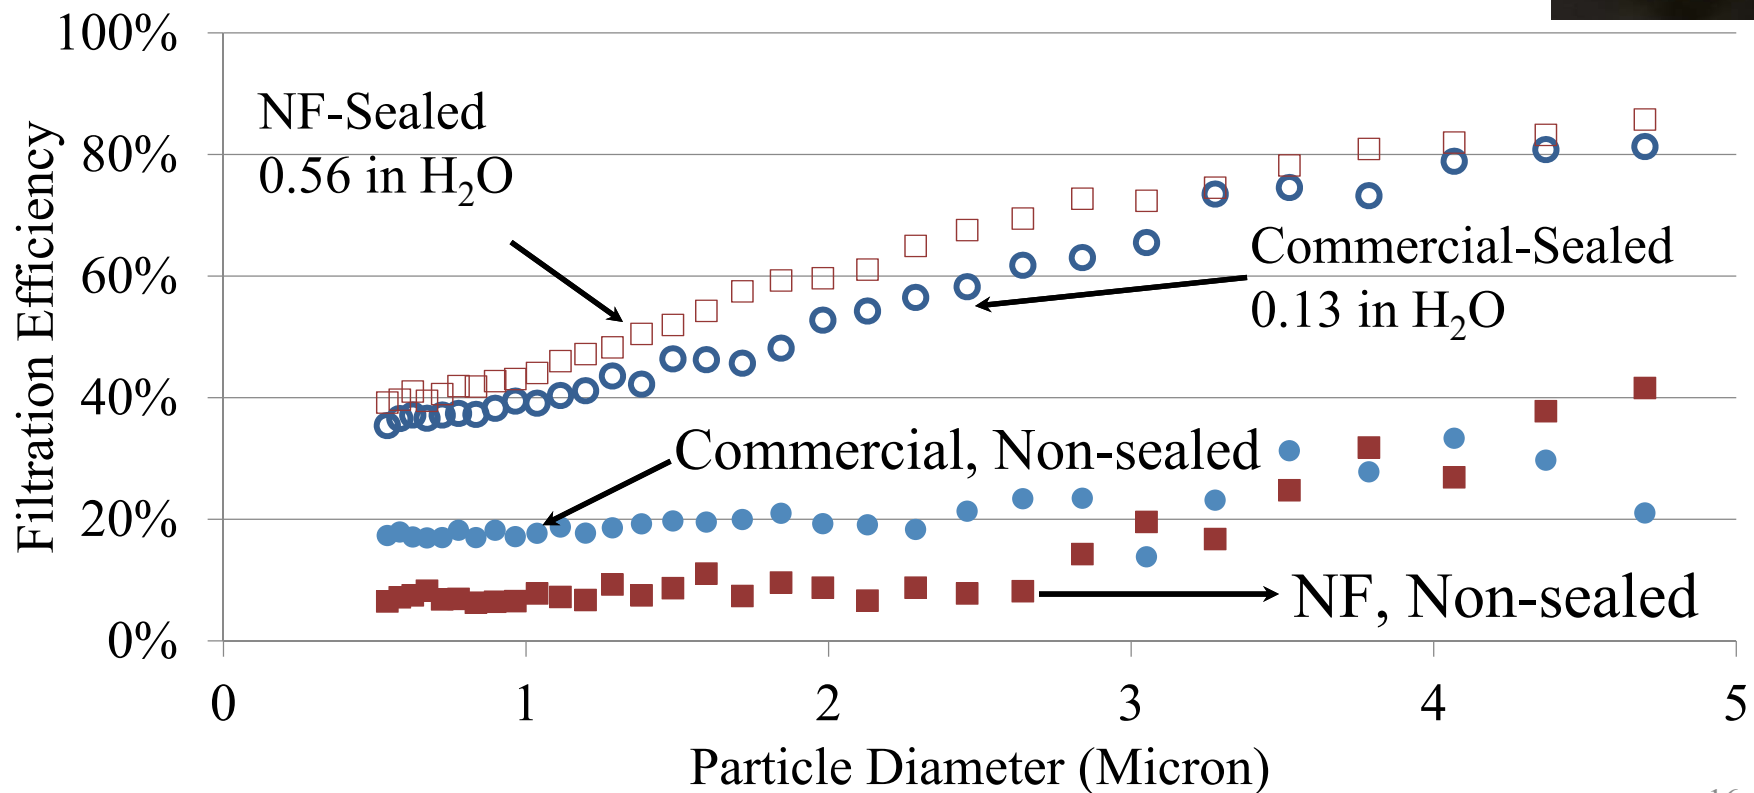 100%
80%
60%
40%
20%
0%
Filtration Efficiency
NF-Sealed
0.56 in H₂O
Commercial-Sealed
0.13 in H₂O
Commercial, Non-sealed
NF, Non-sealed
0 1 2 3 4 5
Particle Diameter (Micron)